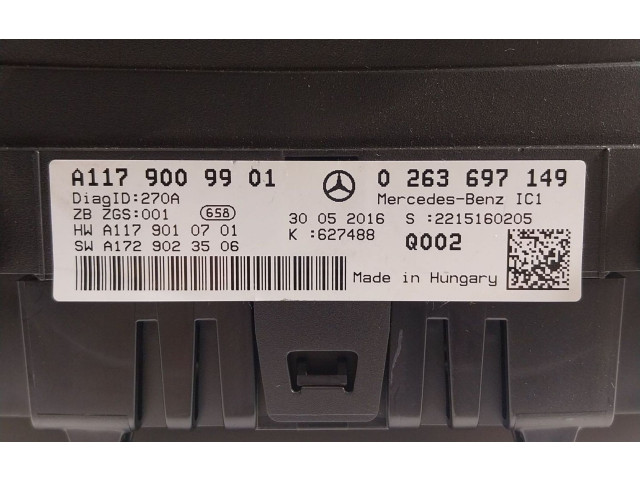 A117 900 99 01 0 263 697 149
DiagID:270A Mercedes-Benz IC1
ZB ZGS:001 658 30 05 2016 S :2215160205
HW A117 901 07 01 K :627488 Q002
SW A172 902 35 06
Made in Hungary